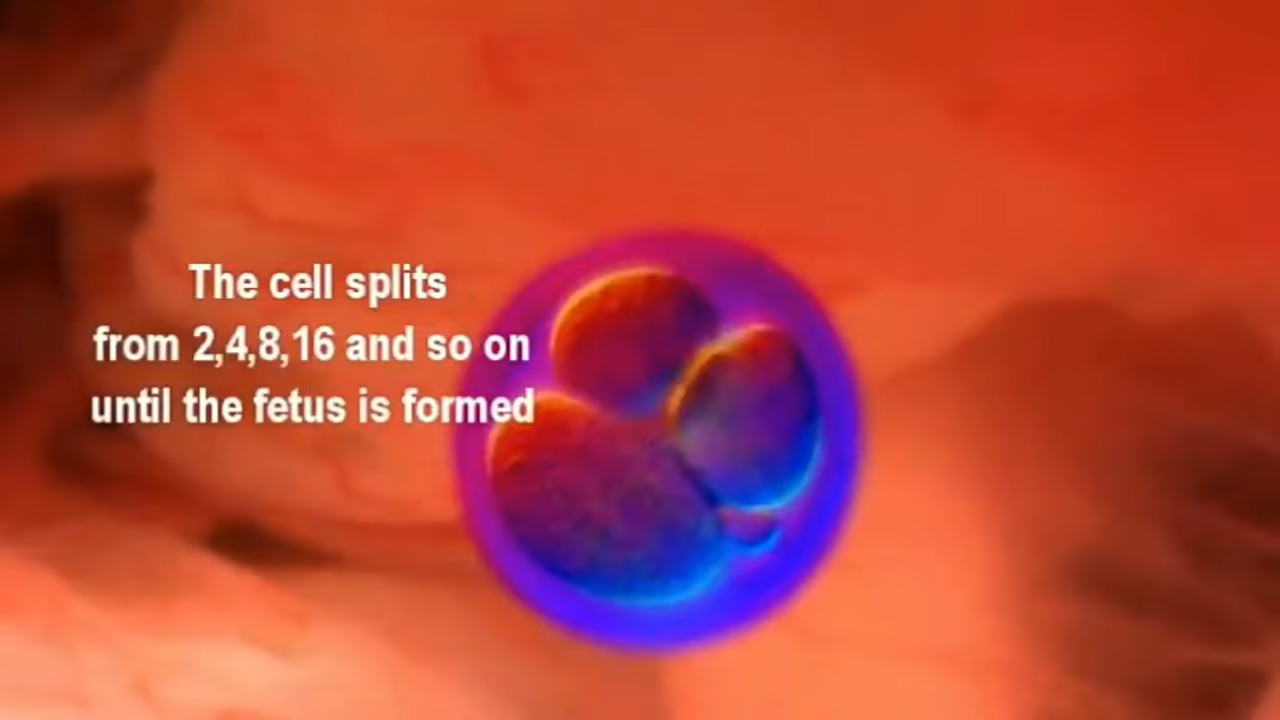 The cell splits
from 2,4,8,16 and so on
until the fetus is formed